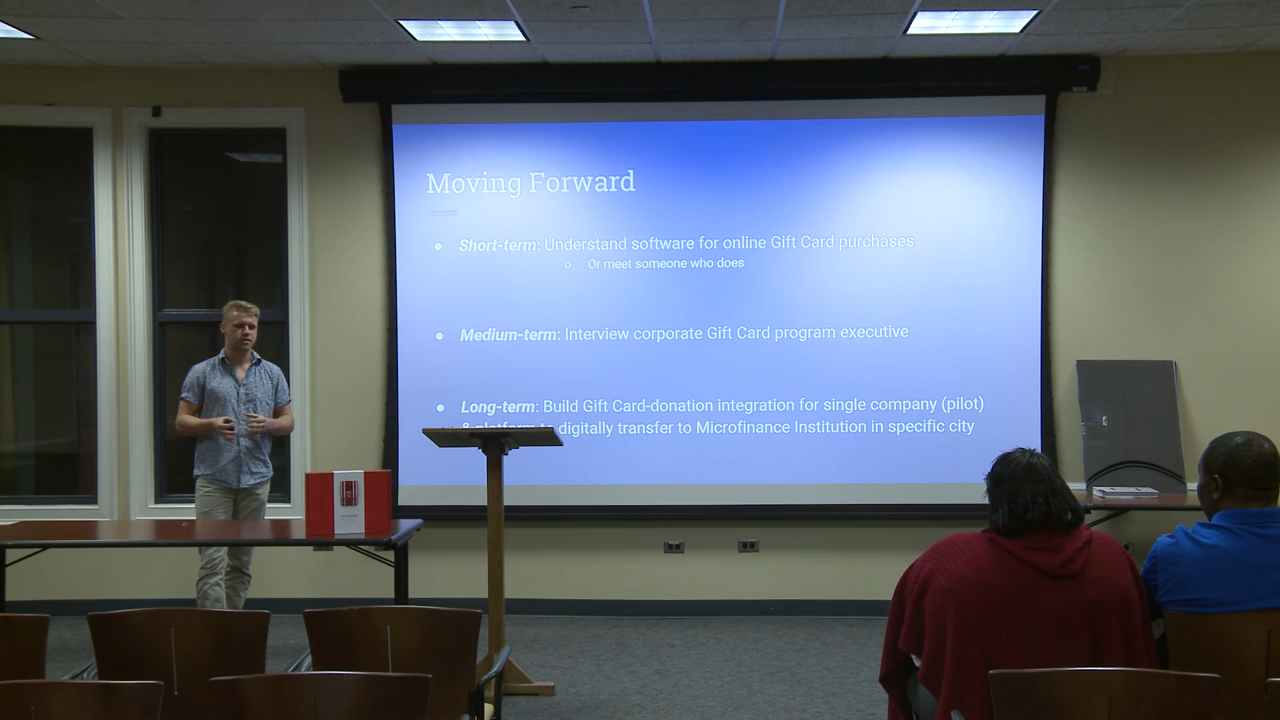 Moving Forward
● Short-term: Understand software for online Gift Card purchases
○ Or meet someone who does
● Medium-term: Interview corporate Gift Card program executive
● Long-term: Build Gift Card-donation integration for single company (pilot)
& platform to digitally transfer to Microfinance Institution in specific city